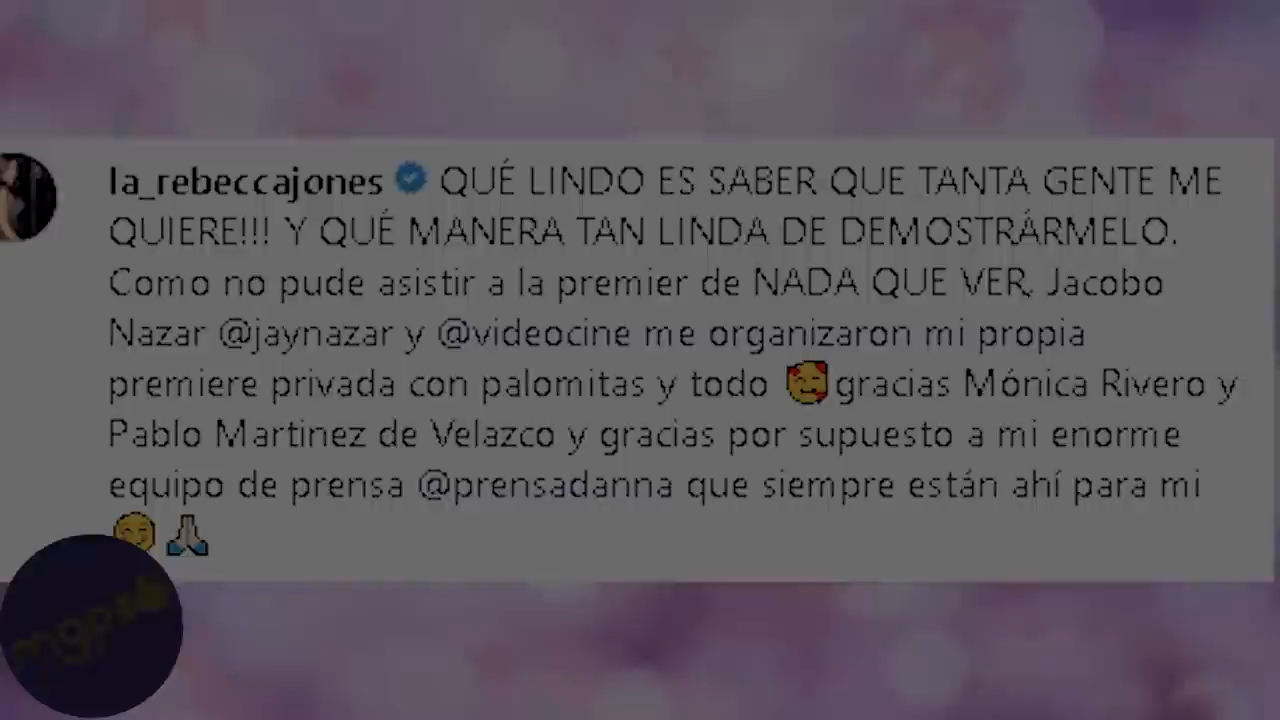 la_rebeccajones QUÉ LINDO ES SABER QUE TANTA GENTE ME
QUIERE!!! Y QUÉ MANERA TAN LINDA DE DEMOSTRÁRMELO.
Como no pude asistir a la premier de NADA QUE VER, Jacobo
Nazar @jaynazar y @videocine me organizaron mi propia
premiere privada con palomitas y todo 🥰 gracias Mónica Rivero y
Pablo Martinez de Velazco y gracias por supuesto a mi enorme
equipo de prensa @prensadanna que siempre están ahí para mi
😊🙏🏻